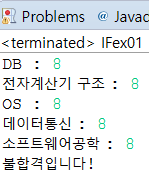 Problems @ Javadoc
<terminated> IFex01
DB : 8
전자계산기 구조 : 8
OS : 8
데이터통신 : 8
소프트웨어공학 : 8
불합격입니다!